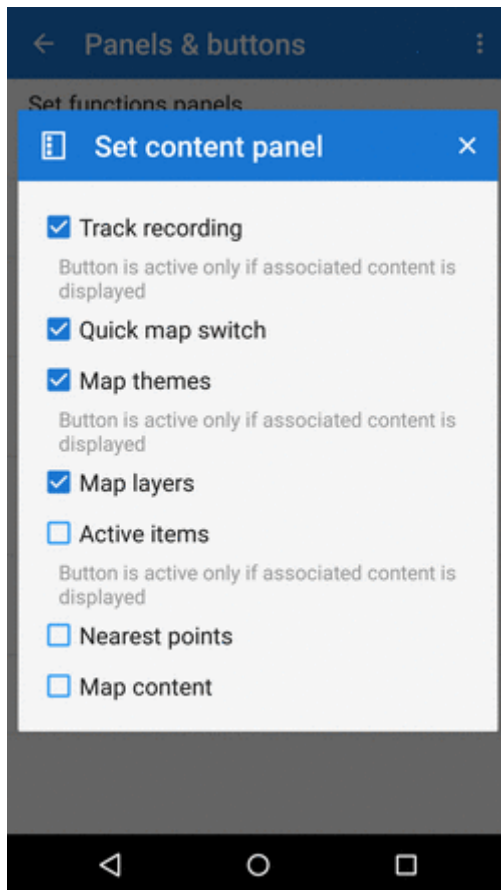 Panels & buttons
Set functions panels
Set content panel
Track recording
Button is active only if associated content is
displayed
Quick map switch
Map themes
Button is active only if associated content is
displayed
Map layers
Active items
Button is active only if associated content is
displayed
Nearest points
Map content